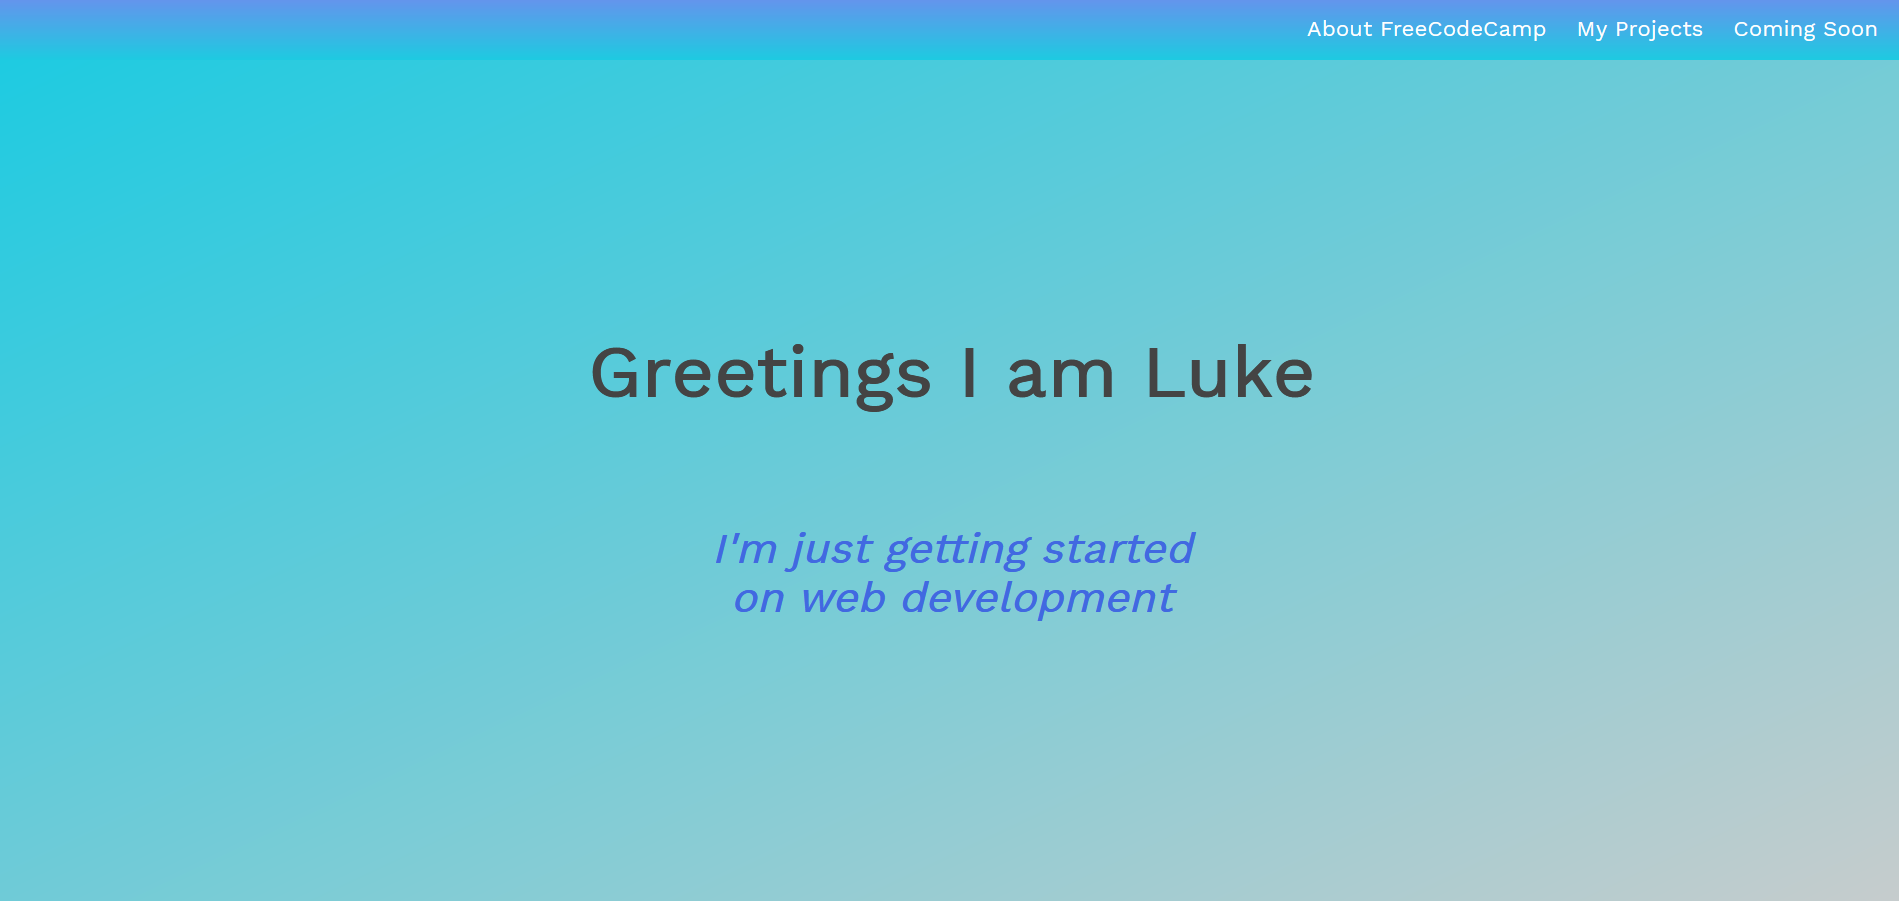 About FreeCodeCamp My Projects Coming Soon
Greetings I am Luke
I'm just getting started
on web development